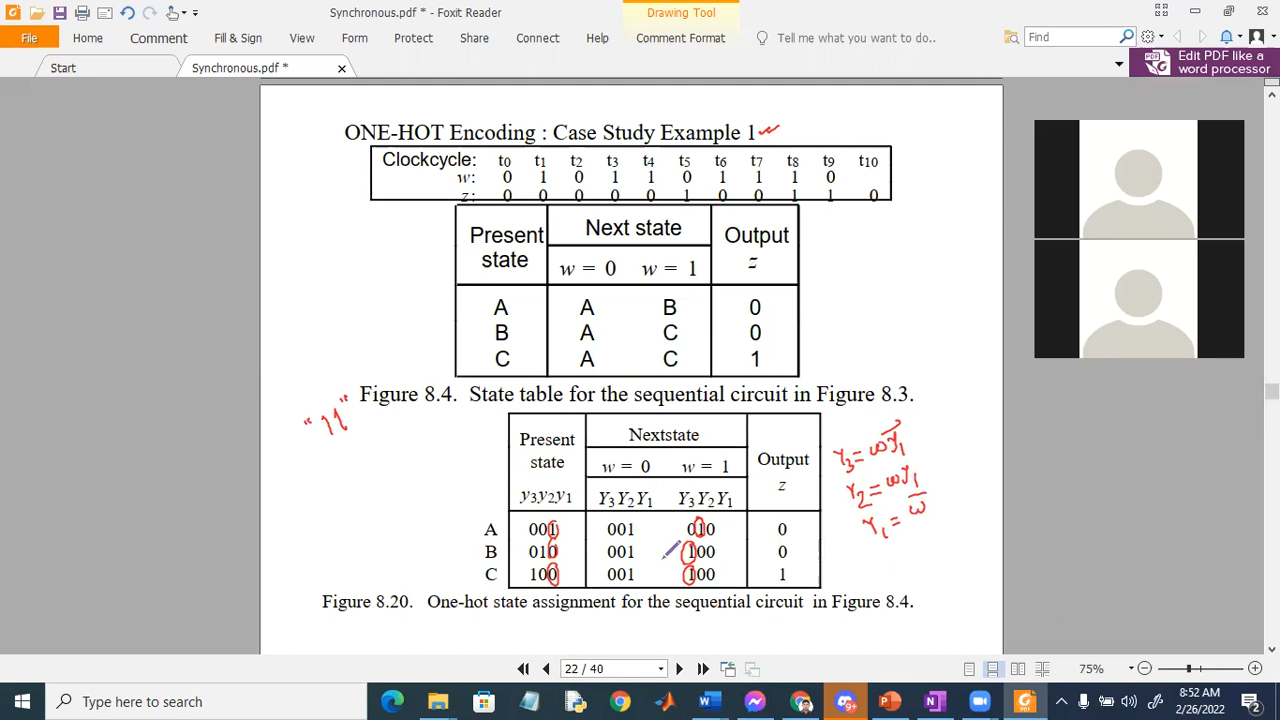 Synchronous.pdf * - Foxit Reader
Drawing Tool
File
Home
Comment
Fill & Sign
View
Form
Protect
Share
Connect
Help
Comment Format
Tell me what you want to do..
Find
Start
Synchronous.pdf *
Edit PDF like a
word processor
ONE-HOT Encoding : Case Study Example 1
Clockcycle: t0 t1 t2 t3 t4 t5 t6 t7 t8 t9 t10
w: 0 1 0 1 1 0 1 1 1 0
z: 0 0 0 0 0 1 0 0 1 1 0
Present Next state Output
state w = 0 w = 1 z
A A B 0
B A C 0
C A C 1
Figure 8.4. State table for the sequential circuit in Figure 8.3.
"11"
Present Nextstate
state w = 0 w = 1 Output
y3y2y1 Y3Y2Y1 Y3Y2Y1 z
A 001 001 010 0
B 010 001 100 0
C 100 001 100 1
Y3 = wy̅1
Y2 = wy1
Y1 = w̅
Figure 8.20. One-hot state assignment for the sequential circuit in Figure 8.4.
22 / 40
75%
Type here to search
9+
8:52 AM
2/26/2022
2